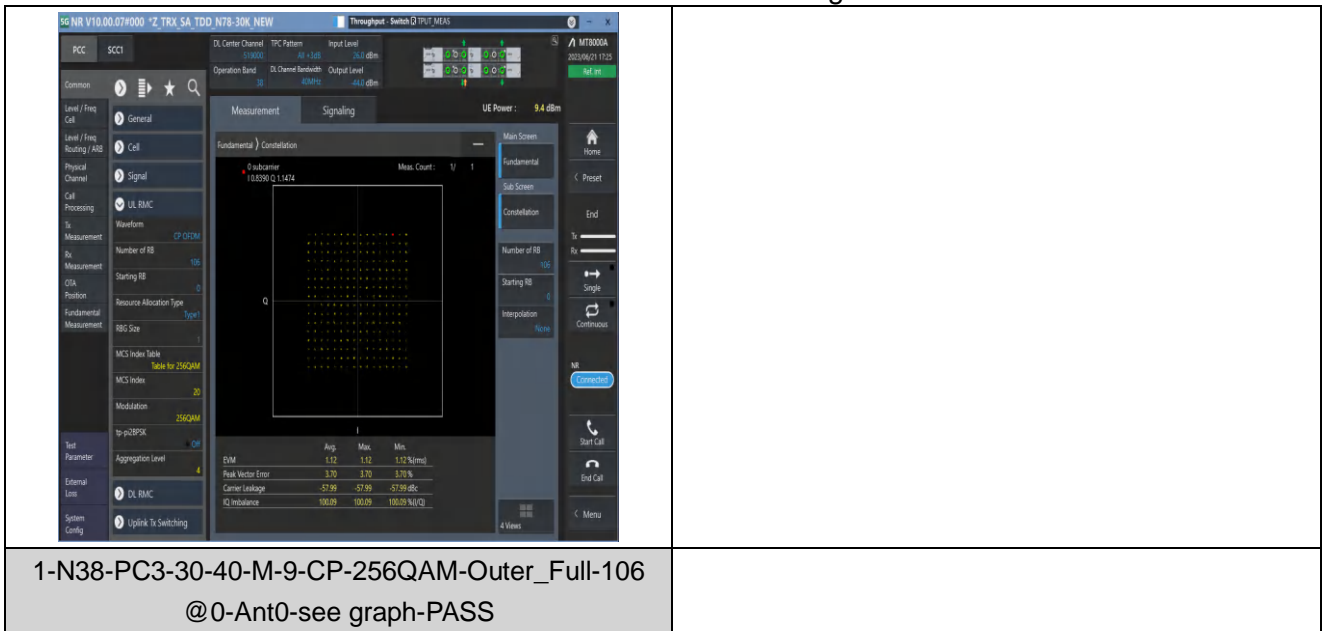 SG NR V10.00.07#000 *Z_TRX_SA_TDD_N78-30K_NEW
Throughput - Switch TPUT_MEAS
PCC SCC1
DL Center Channel TPC Pattern Input Level
519000 All +3dB 26.0 dBm
Operation Band DL Channel Bandwidth Output Level
38 40MHz -44.0 dBm
MT8000A
2023/06/21 17:25
Ref. Int
Common
Level / Freq
Cell
Level / Freq
Routing / ARB
Physical
Channel
Call
Processing
Tx
Measurement
Rx
Measurement
OTA
Position
Fundamental
Measurement
Test
Parameter
External
Loss
System
Config
General
Cell
Signal
UL RMC
Waveform
CP OFDM
Number of RB
106
Starting RB
0
Resource Allocation Type
Type1
RBG Size
1
MCS Index Table
Table for 256QAM
MCS Index
20
Modulation
256QAM
tp-pi2BPSK
Off
Aggregation Level
4
DL RMC
Uplink Tx Switching
Measurement Signaling
UE Power : 9.4 dBm
Fundamental Constellation
0 subcarrier
I 0.8390 Q 1.1474
Meas. Count : 1/ 1
Q
I
Avg. Max. Min.
EVM 1.12 1.12 1.12 %(rms)
Peak Vector Error 3.70 3.70 3.70 %
Carrier Leakage -57.99 -57.99 -57.99 dBc
IQ Imbalance 100.09 100.09 100.09 %(I/Q)
Main Screen
Fundamental
Sub Screen
Constellation
Number of RB
106
Starting RB
0
Interpolation
None
4 Views
Home
Preset
End
Tx
Rx
Single
Continuous
NR
Connected
Start Call
End Call
Menu
1-N38-PC3-30-40-M-9-CP-256QAM-Outer_Full-106
@0-Ant0-see graph-PASS